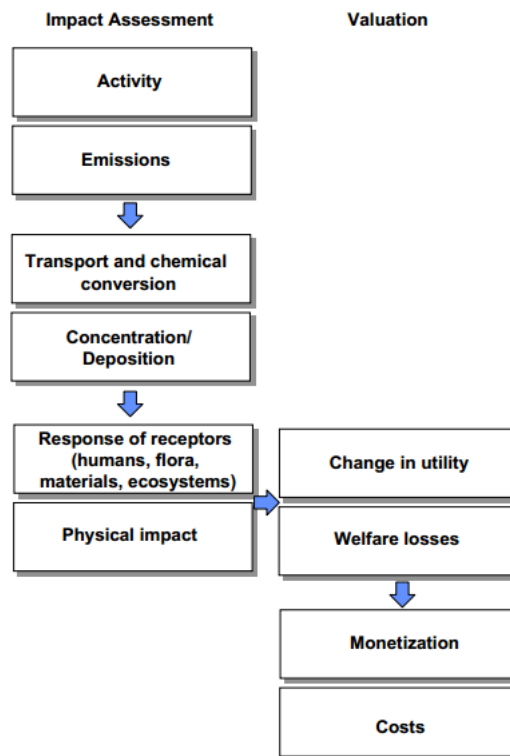 Impact Assessment
Valuation
Activity
Emissions
Transport and chemical
conversion
Concentration/
Deposition
Response of receptors
(humans, flora,
materials, ecosystems)
Physical impact
Change in utility
Welfare losses
Monetization
Costs